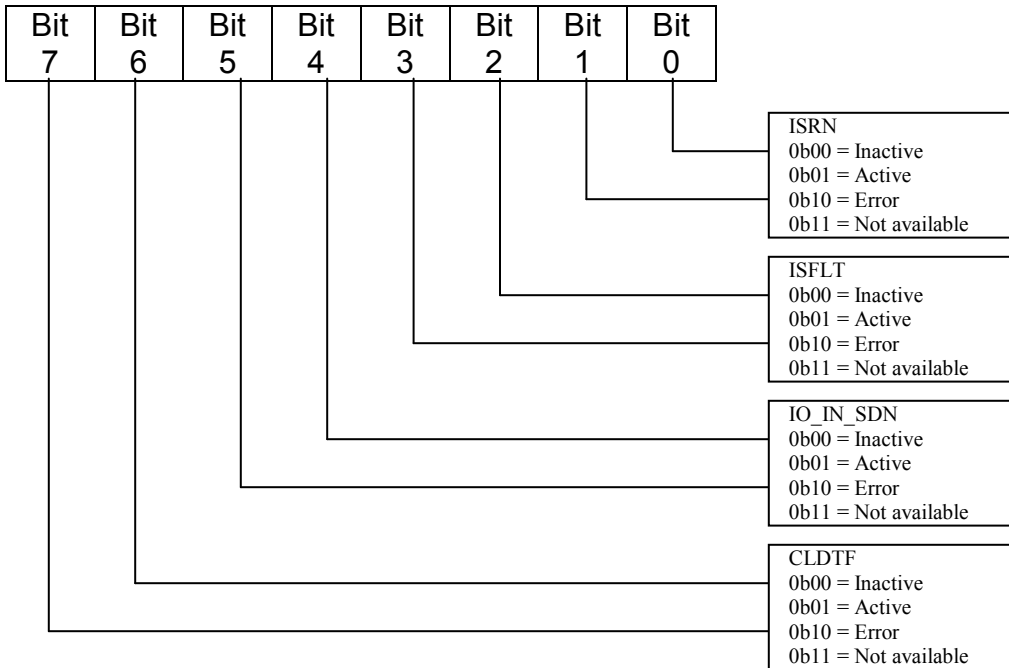 Bit Bit Bit Bit Bit Bit Bit Bit
7 6 5 4 3 2 1 0
ISRN
0b00 = Inactive
0b01 = Active
0b10 = Error
0b11 = Not available
ISFLT
0b00 = Inactive
0b01 = Active
0b10 = Error
0b11 = Not available
IO_IN_SDN
0b00 = Inactive
0b01 = Active
0b10 = Error
0b11 = Not available
CLDTF
0b00 = Inactive
0b01 = Active
0b10 = Error
0b11 = Not available